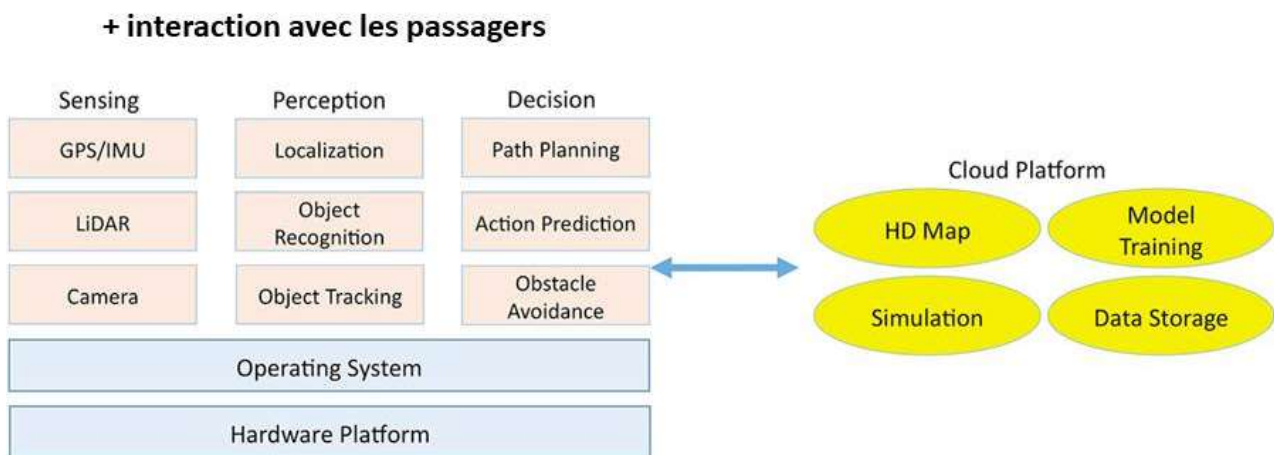 + interaction avec les passagers
Sensing
Perception
Decision
GPS/IMU
Localization
Path Planning
LiDAR
Object
Recognition
Action Prediction
Camera
Object Tracking
Obstacle
Avoidance
Operating System
Hardware Platform
Cloud Platform
HD Map
Model
Training
Simulation
Data Storage